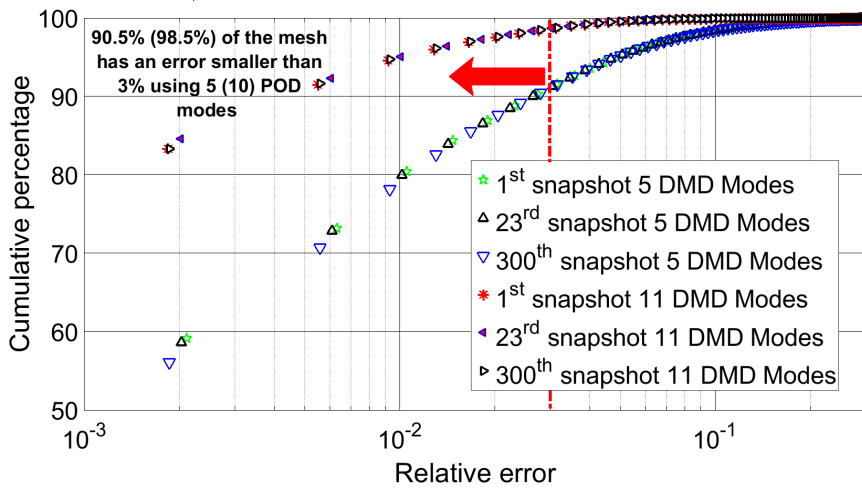 100
90.5% (98.5%) of the mesh
has an error smaller than
3% using 5 (10) POD
modes
90
80
70
60
50
Cumulative percentage
1st snapshot 5 DMD Modes
23rd snapshot 5 DMD Modes
300th snapshot 5 DMD Modes
1st snapshot 11 DMD Modes
23rd snapshot 11 DMD Modes
300th snapshot 11 DMD Modes
10-3 10-2 10-1
Relative error